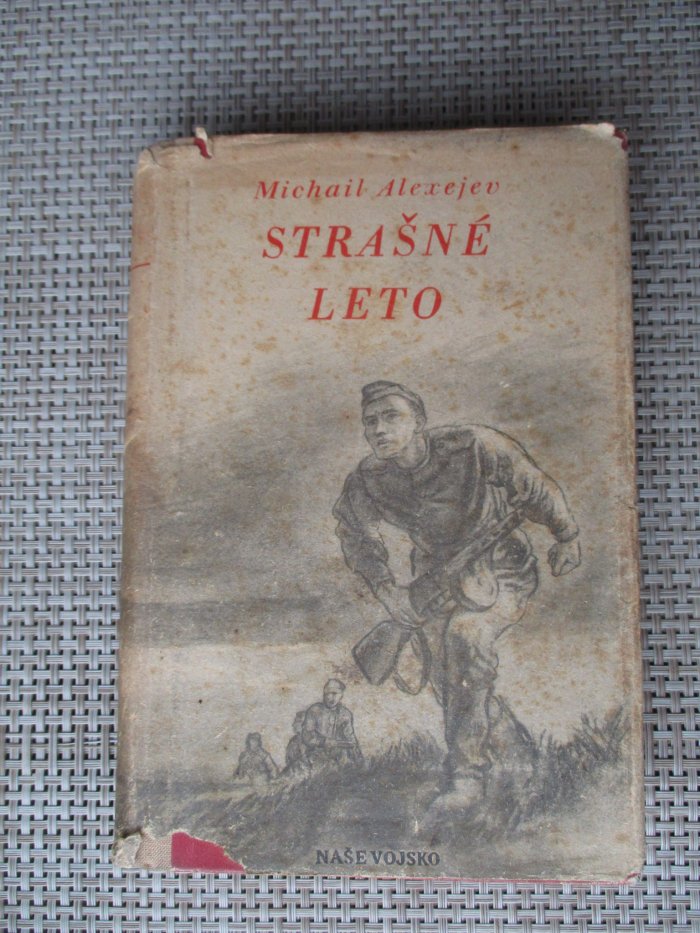 Michail Alexejev
STRAŠNÉ
LETO
NAŠE VOJSKO